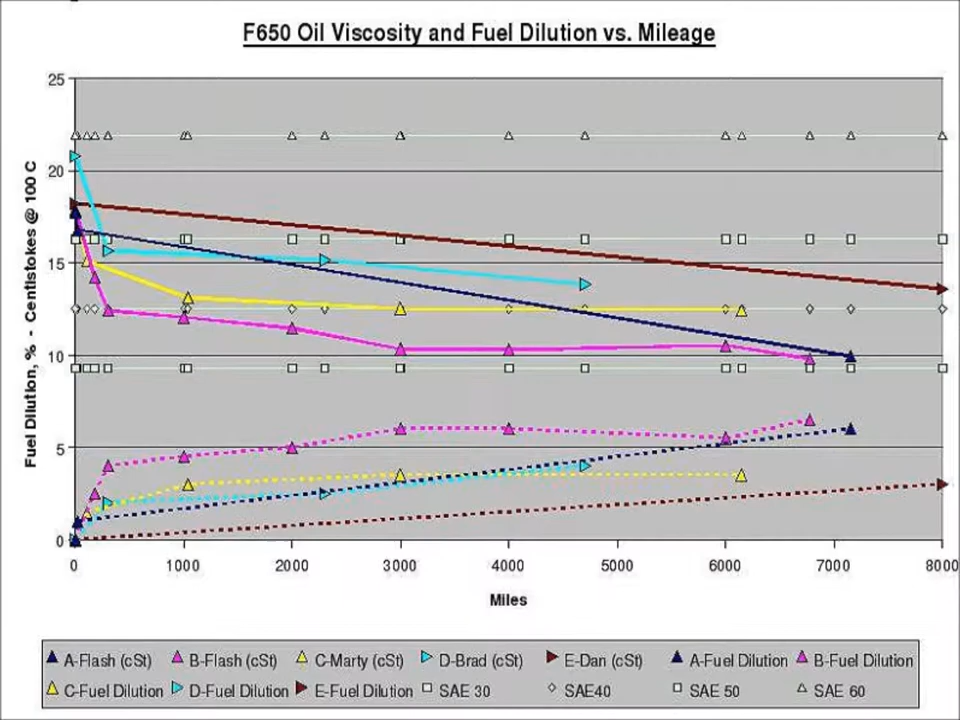 F650 Oil Viscosity and Fuel Dilution vs. Mileage
25
20
15
10
5
0
Fuel Dilution, % - Centistokes @ 100 C
0 1000 2000 3000 4000 5000 6000 7000 8000
Miles
A-Flash (cSt) B-Flash (cSt) C-Marty (cSt) D-Brad (cSt) E-Dan (cSt) A-Fuel Dilution B-Fuel Dilution
C-Fuel Dilution D-Fuel Dilution E-Fuel Dilution SAE 30 SAE40 SAE 50 SAE 60